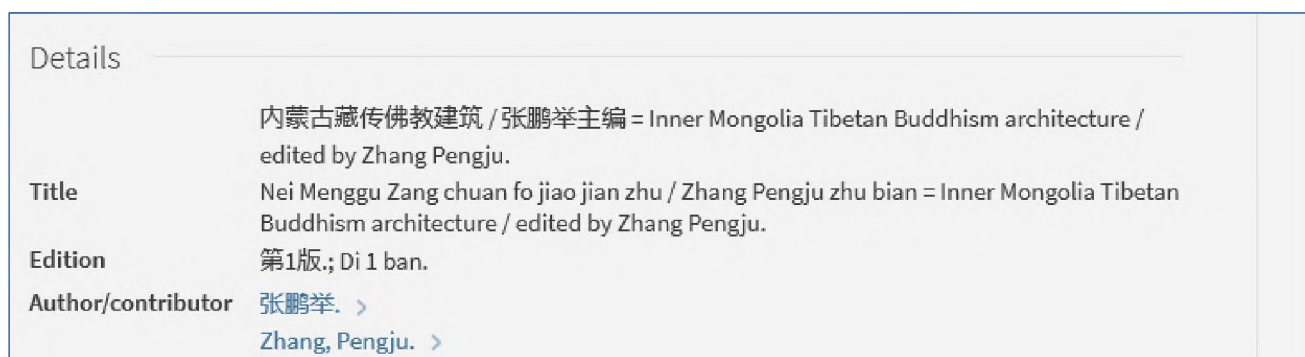 Details
内蒙古藏传佛教建筑 / 张鹏举主编 = Inner Mongolia Tibetan Buddhism architecture /
edited by Zhang Pengju.
Title
Nei Menggu Zang chuan fo jiao jian zhu / Zhang Pengju zhu bian = Inner Mongolia Tibetan
Buddhism architecture / edited by Zhang Pengju.
Edition
第1版.; Di 1 ban.
Author/contributor
张鹏举. >
Zhang, Pengju. >